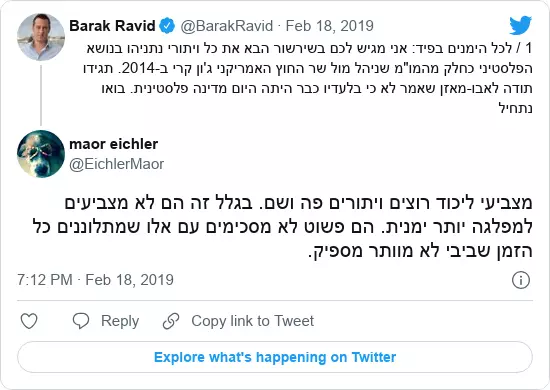 Barak Ravid @BarakRavid · Feb 18, 2019
1 / לכל הימנים בפיד: אני מגיש לכם בשירשור הבא את כל ויתורי נתניהו בנושא
הפלסטיני כחלק מהמו"מ שניהל מול שר החוץ האמריקני ג'ון קרי ב-2014. תגידו
תודה לאבו-מאזן שאמר לא כי בלעדיו כבר היתה היום מדינה פלסטינית. בואו
נתחיל
maor eichler
@EichlerMaor
מצביעי ליכוד רוצים ויתורים פה ושם. בגלל זה הם לא מצביעים
למפלגה יותר ימנית. הם פשוט לא מסכימים עם אלו שמתלוננים כל
הזמן שביבי לא מוותר מספיק.
7:12 PM · Feb 18, 2019
Reply Copy link to Tweet
Explore what's happening on Twitter